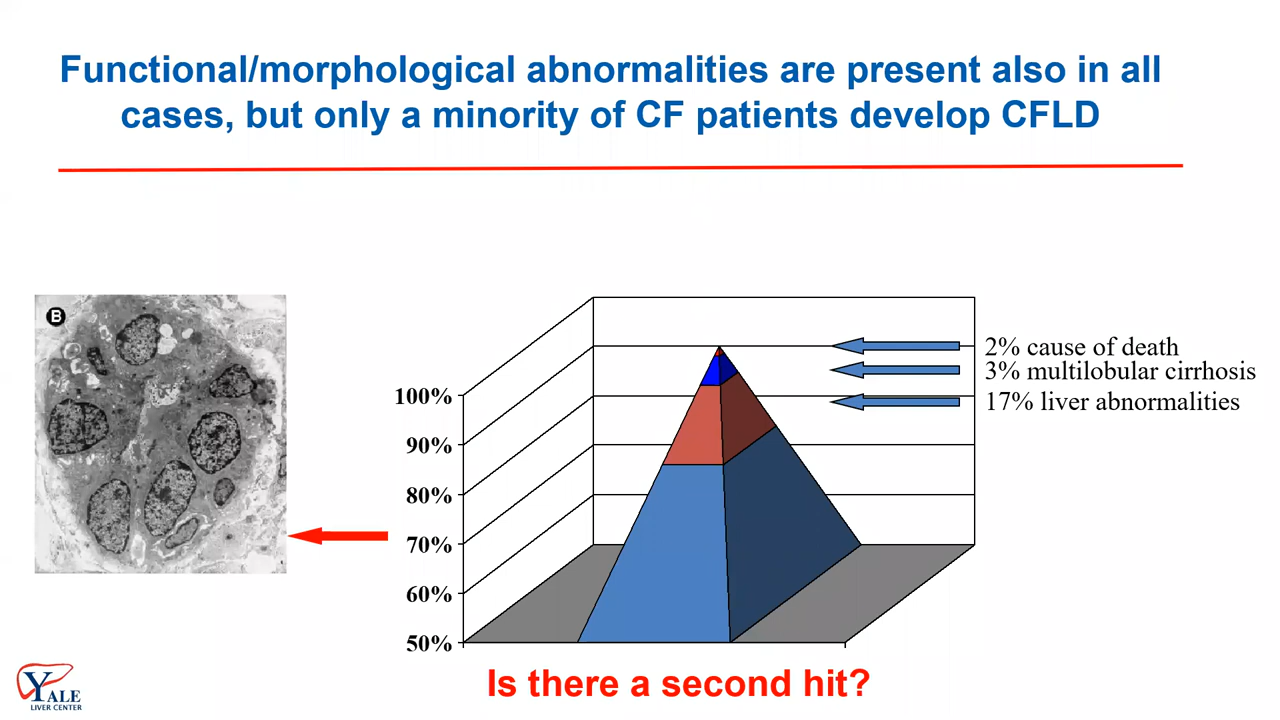 Functional/morphological abnormalities are present also in all
cases, but only a minority of CF patients develop CFLD
B
2% cause of death
3% multilobular cirrhosis
17% liver abnormalities
100%
90%
80%
70%
60%
50%
Is there a second hit?
YALE
LIVER CENTER